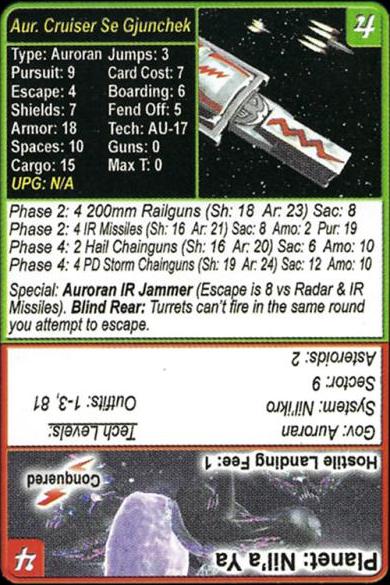 Aur. Cruiser Se Gjunchek
4
Type: Auroran Jumps: 3
Pursuit: 9 Card Cost: 7
Escape: 4 Boarding: 6
Shields: 7 Fend Off: 5
Armor: 18 Tech: AU-17
Spaces: 10 Guns: 0
Cargo: 15 Max T: 0
UPG: N/A
Phase 2: 4 200mm Railguns (Sh: 18 Ar: 23) Sac: 8
Phase 2: 4 IR Missiles (Sh: 16 Ar: 21) Sac: 8 Amo: 2 Pur: 19
Phase 4: 2 Hail Chainguns (Sh: 16 Ar: 20) Sac: 6 Amo: 10
Phase 4: 4 PD Storm Chainguns (Sh: 19 Ar: 24) Sac: 12 Amo: 10
Special: Auroran IR Jammer (Escape is 8 vs Radar & IR
Missiles). Blind Rear: Turrets can't fire in the same round
you attempt to escape.
Planet: Nil'a Ya
4
Hostile Landing Fee: 1
Conquered
Gov: Auroran Tech Levels:
System: Nil'ikro Outfits: 1-3, 81
Sector: 9
Asteroids: 2